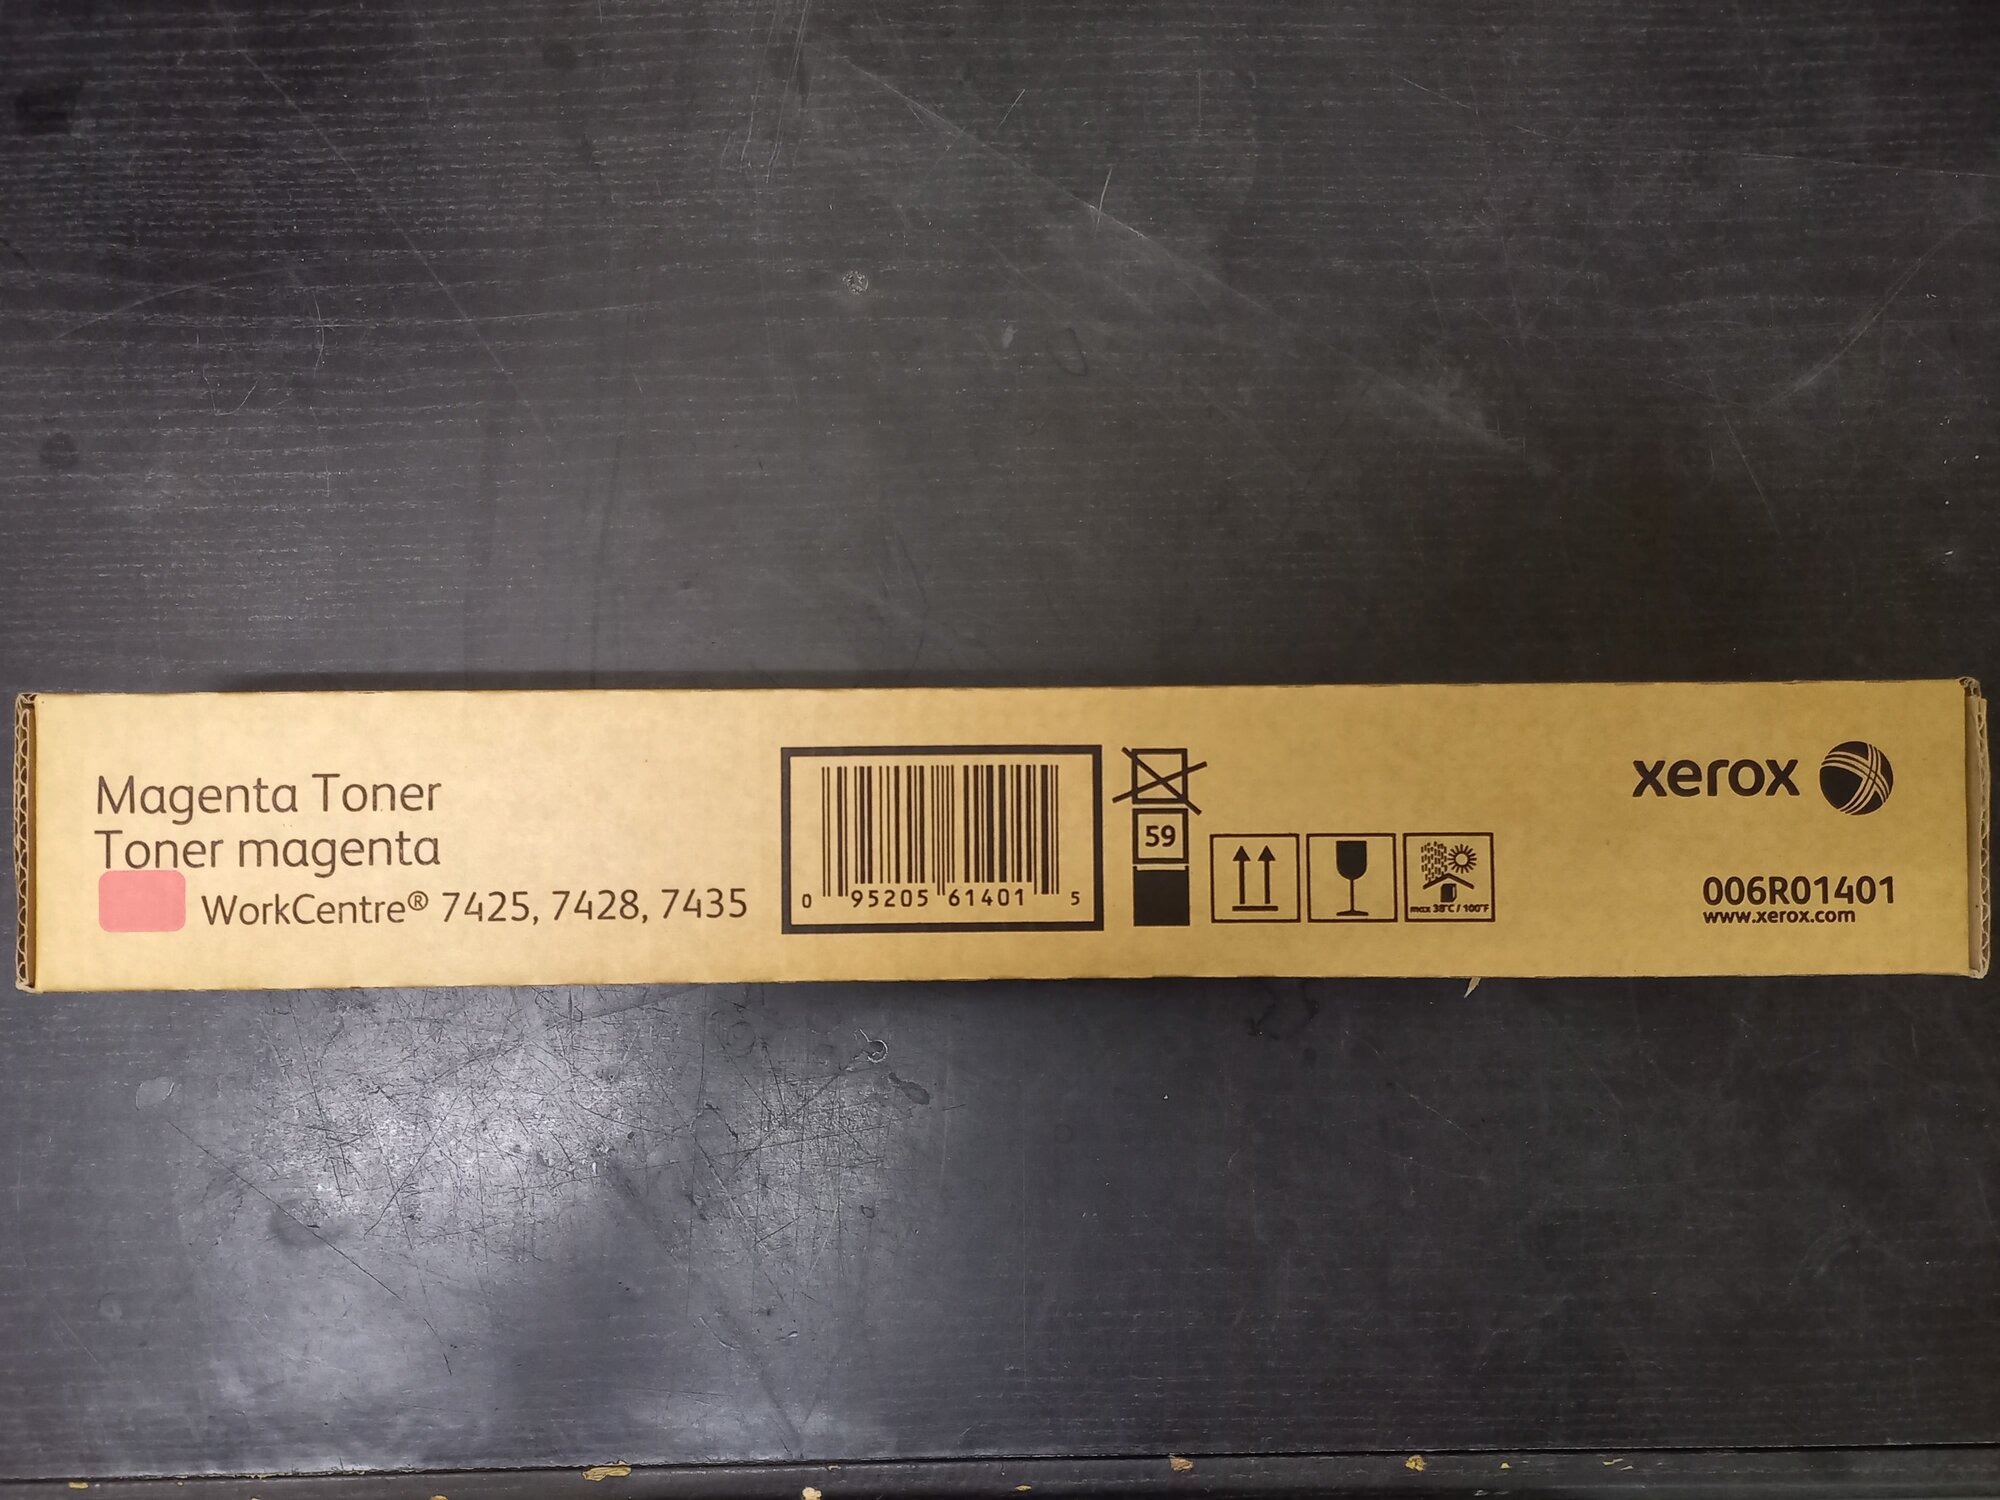 Magenta Toner
Toner magenta
WorkCentre® 7425, 7428, 7435
0 95205 61401 5
59
max 38°C / 100°F
xerox
006R01401
www.xerox.com